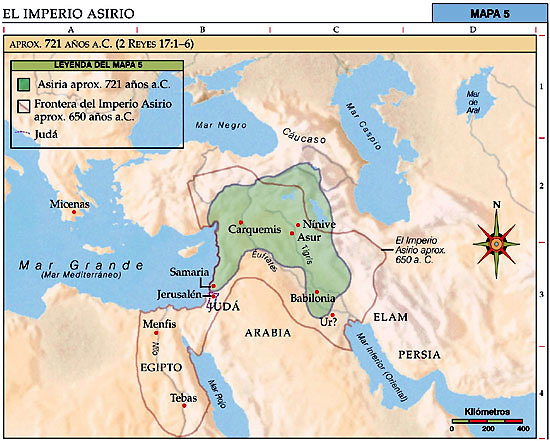 EL IMPERIO ASIRIO
MAPA 5
APROX. 721 AÑOS a.C. (2 REYES 17:1–6)
A
B
C
D
LEYENDA DEL MAPA 5
Asiria aprox. 721 años a.C.
Frontera del Imperio Asirio
aprox. 650 años a.C.
Judá
1
2
3
4
Mar Negro
Cáucaso
Mar Caspio
Mar
de
Aral
Micenas
Carquemis
Nínive
Asur
Tigris
Eufrates
N
El Imperio
Asirio aprox.
650 a. C.
Mar Grande
(Mar Mediterráneo)
Samaria
Jerusalén
JUDÁ
Babilonia
Ur?
ELAM
Menfis
ARABIA
PERSIA
Nilo
EGIPTO
Tebas
Mar Rojo
Mar Inferior (Oriental)
Kilómetros
0 200 400